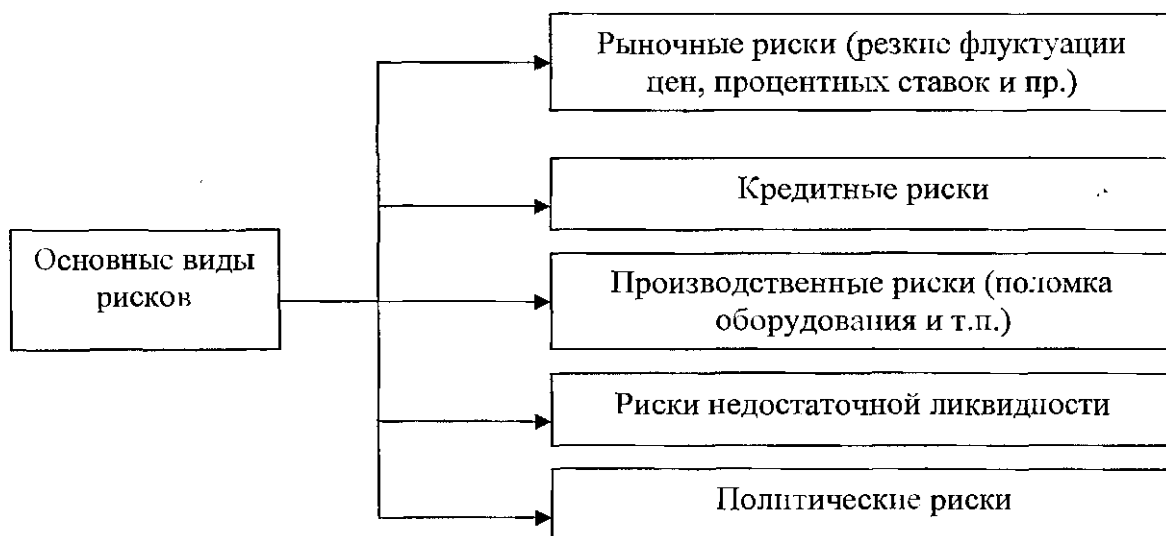 Рыночные риски (резкие флуктуации
цен, процентных ставок и пр.)
Кредитные риски
Основные виды
рисков
Производственные риски (поломка
оборудования и т.п.)
Риски недостаточной ликвидности
Политические риски